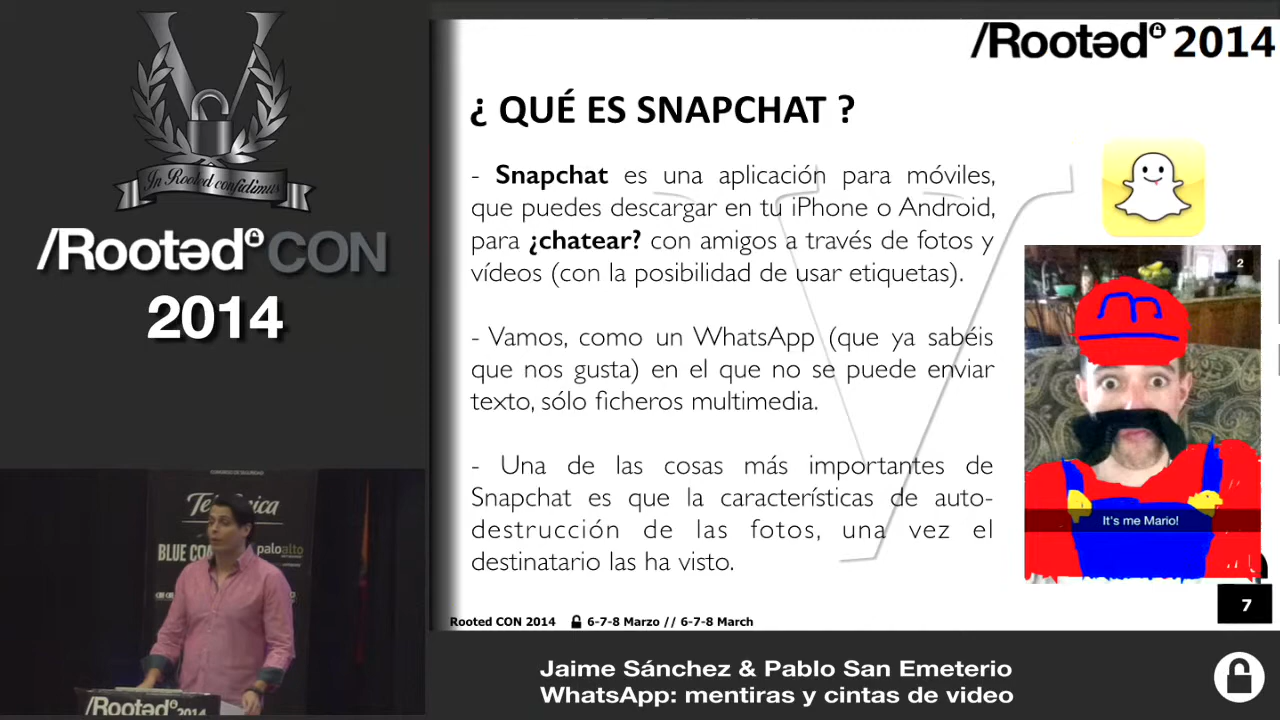 In Rooted confidimus
/RootedCON
2014
/Rooted 2014
¿ QUÉ ES SNAPCHAT ?
- Snapchat es una aplicación para móviles,
que puedes descargar en tu iPhone o Android,
para ¿chatear? con amigos a través de fotos y
vídeos (con la posibilidad de usar etiquetas).
- Vamos, como un WhatsApp (que ya sabéis
que nos gusta) en el que no se puede enviar
texto, sólo ficheros multimedia.
- Una de las cosas más importantes de
Snapchat es que la características de auto-
destrucción de las fotos, una vez el
destinatario las ha visto.
2
m
It's me Mario!
7
Rooted CON 2014 6-7-8 Marzo // 6-7-8 March
Telefónica
BLUE
paloalto
/Rooted 2014
Jaime Sánchez & Pablo San Emeterio
WhatsApp: mentiras y cintas de video